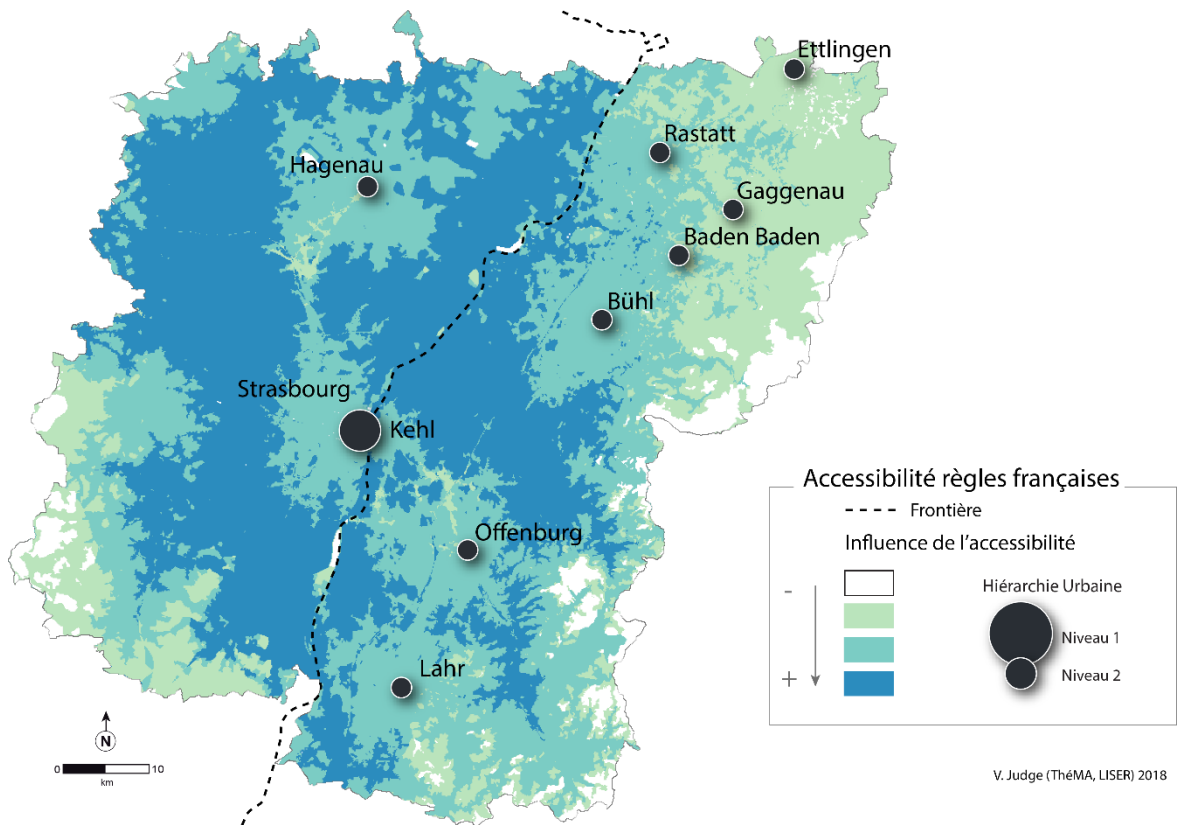 Ettlingen
Rastatt
Hagenau
Gaggenau
Baden Baden
Bühl
Strasbourg
Kehl
Offenburg
Lahr
Accessibilité règles françaises
Frontière
Influence de l'accessibilité
-
+
Hiérarchie Urbaine
Niveau 1
Niveau 2
N
0 10
km
V. Judge (ThéMA, LISER) 2018